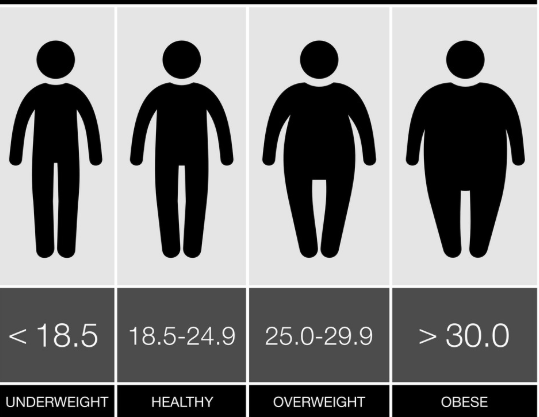 < 18.5
18.5-24.9
25.0-29.9
> 30.0
UNDERWEIGHT
HEALTHY
OVERWEIGHT
OBESE